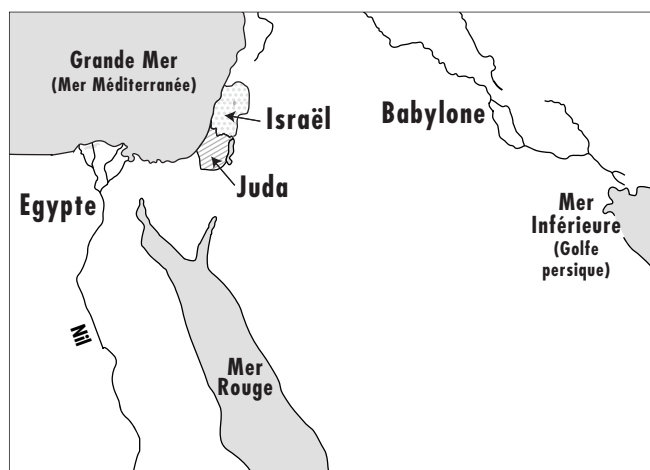 Grande Mer
(Mer Méditerranée)
Israël
Babylone
Juda
Egypte
Mer
Inférieure
(Golfe
persique)
Nil
Mer
Rouge